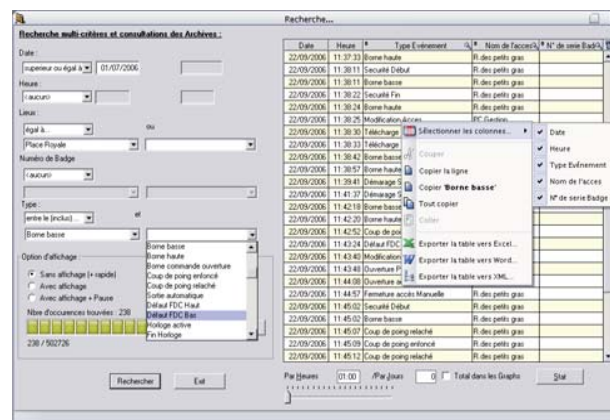 Recherche...
Recherche multi-critères et consultations des Archives :
Date :
superieur ou égal à
01/07/2006
Heure :
(aucun)
Lieux :
égal à...
ou
Place Royale
Numéro de Badge
(aucun)
Type :
entre le (inclus)...
et
Borne basse
Borne basse
Borne haute
Borne commande ouverture
Coup de poing enfoncé
Coup de poing relaché
Sortie automatique
Défaut FDC Haut
Défaut FDC Bas
Horloge active
Fin Horloge
Option d'affichage :
Sans affichage (+ rapide)
Avec affichage
Avec affichage + Pause
Nbre d'occurences trouvées : 238
238 / 502726
Rechercher
Exit
Date Heure Type Evénement Nom de l'acces N° de serie Badge
22/09/2006 11:37:33 Borne haute R.des petits gras
22/09/2006 11:38:11 Securité Début R.des petits gras
22/09/2006 11:38:11 Borne basse R.des petits gras
22/09/2006 11:38:22 Securité Fin R.des petits gras
22/09/2006 11:38:24 Borne haute R.des petits gras
22/09/2006 11:38:25 Modification Acces PC Gestion
22/09/2006 11:38:30 Télécharge
22/09/2006 11:38:33 Télécharge
22/09/2006 11:38:42 Borne basse
22/09/2006 11:38:57 Borne haute
22/09/2006 11:39:41 Démarage S
22/09/2006 11:41:37 Démarage S
22/09/2006 11:42:18 Borne basse
22/09/2006 11:42:20 Borne haute
22/09/2006 11:42:52 Coup de poi
22/09/2006 11:43:24 Défaut FDC
22/09/2006 11:43:40 Modification
22/09/2006 11:43:48 Ouverture P
22/09/2006 11:44:08 Ouverture a
22/09/2006 11:44:57 Fermeture accès Manuelle R.des petits gras
22/09/2006 11:45:02 Securité Début R.des petits gras
22/09/2006 11:45:02 Borne basse R.des petits gras
22/09/2006 11:45:07 Coup de poing relaché R.des petits gras
22/09/2006 11:45:09 Coup de poing enfoncé R.des petits gras
22/09/2006 11:45:12 Coup de poing relaché R.des petits gras
Sélectionner les colonnes...
Couper
Copier la ligne
Copier 'Borne basse'
Tout copier
Coller
Exporter la table vers Excel...
Exporter la table vers Word...
Exporter la table vers XML...
Date
Heure
Type Evénement
Nom de l'acces
N° de serie Badge
Par Heures 01:00 /Par Jours 0 Total dans les Graphs Stat